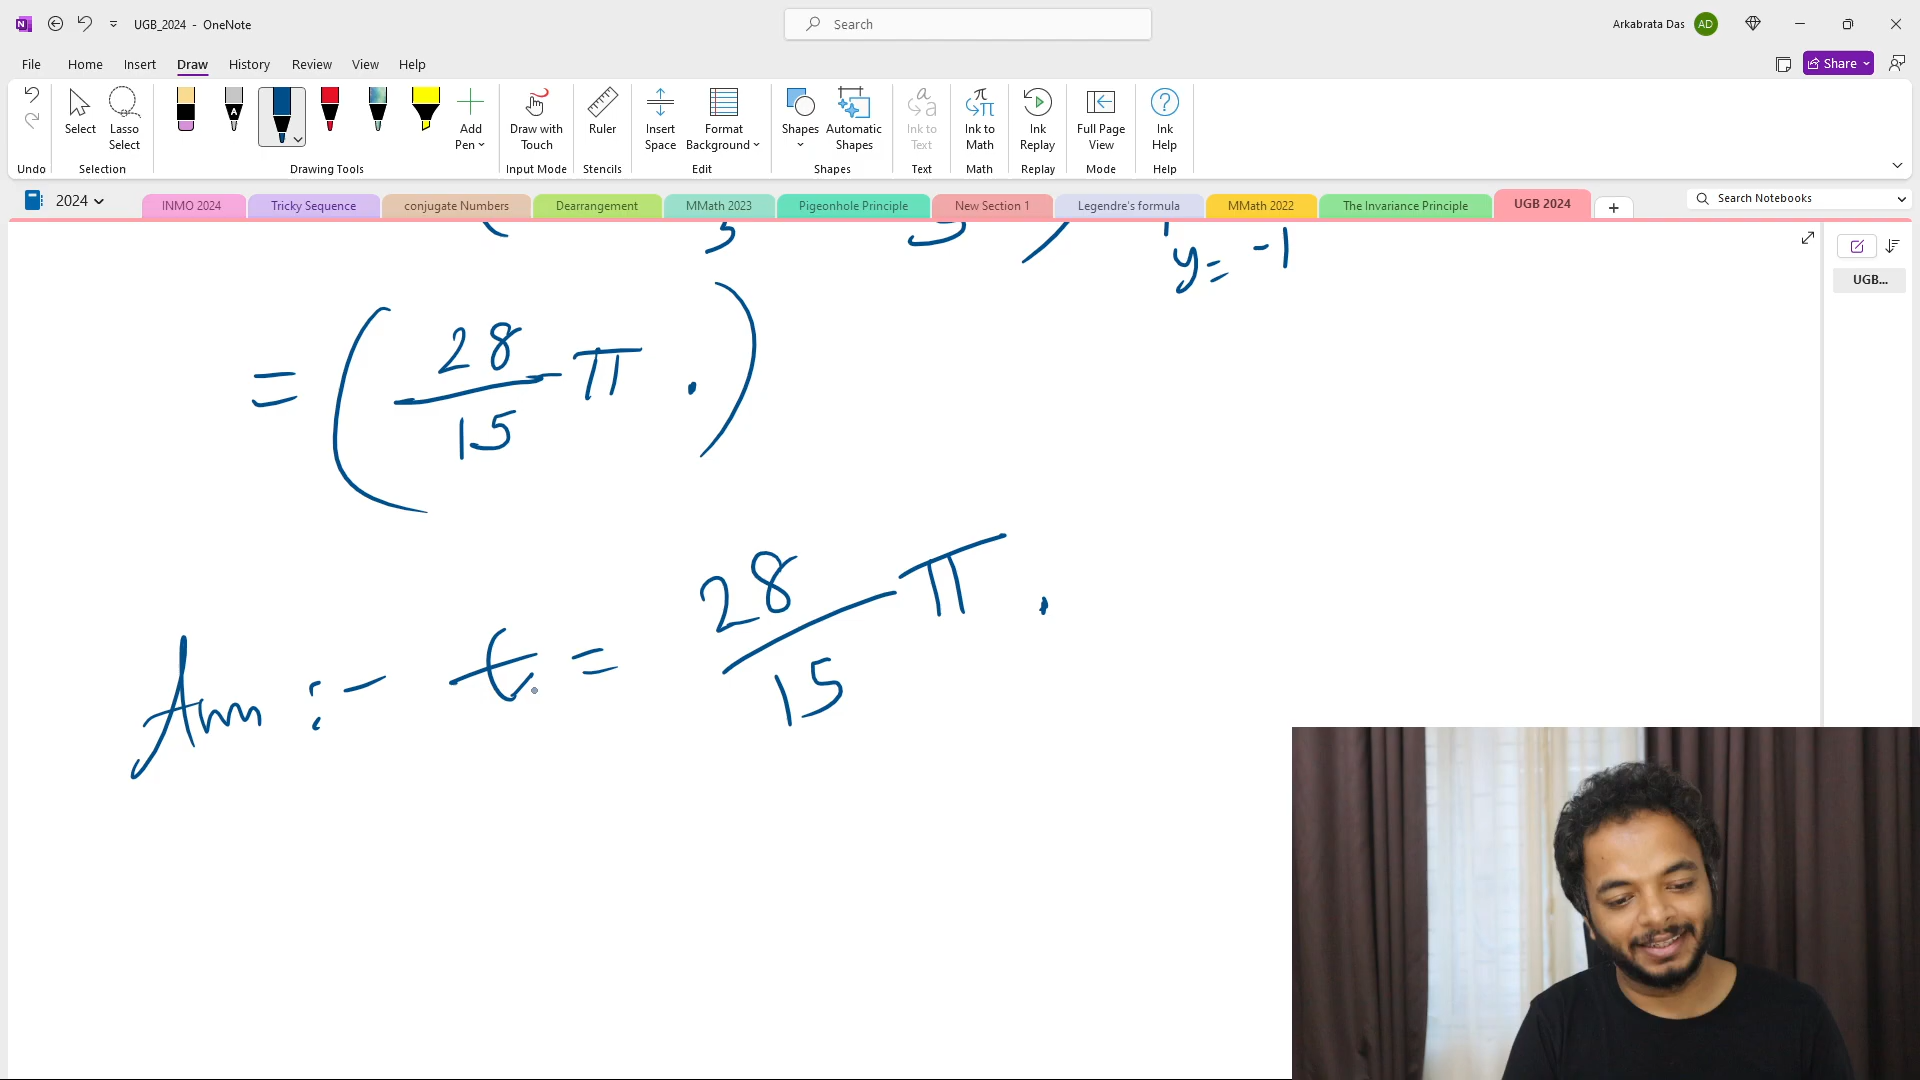 UGB_2024 - OneNote
Search
Arkabrata Das AD
File Home Insert Draw History Review View Help
Share
Select
Lasso Select
Add Pen
Draw with Touch
Ruler
Insert Space
Format Background
Shapes
Automatic Shapes
Ink to Text
Ink to Math
Ink Replay
Full Page View
Ink Help
Undo Selection Drawing Tools Input Mode Stencils Edit Shapes Text Math Replay Mode Help
2024
INMO 2024 Tricky Sequence conjugate Numbers Dearrangement MMath 2023 Pigeonhole Principle New Section 1 Legendre's formula MMath 2022 The Invariance Principle UGB 2024 +
Search Notebooks
UGB...
y = -1
= ( 28/15 π . )
Ans :- t = 28/15 π .